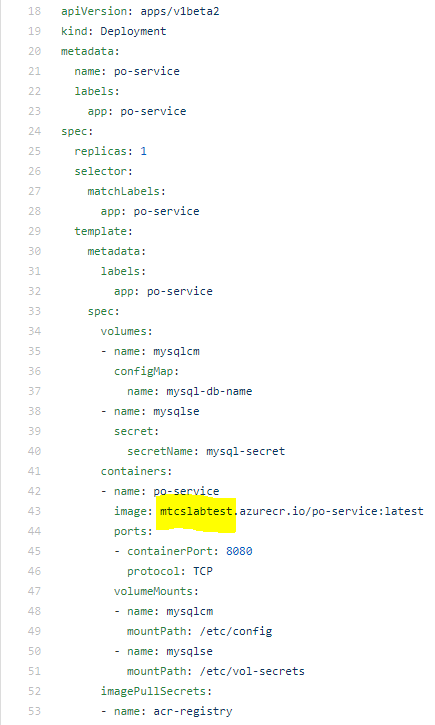 18 apiVersion: apps/v1beta2
19 kind: Deployment
20 metadata:
21   name: po-service
22   labels:
23     app: po-service
24 spec:
25   replicas: 1
26   selector:
27     matchLabels:
28       app: po-service
29   template:
30     metadata:
31       labels:
32         app: po-service
33     spec:
34       volumes:
35       - name: mysqlcm
36         configMap:
37           name: mysql-db-name
38       - name: mysqlse
39         secret:
40           secretName: mysql-secret
41       containers:
42       - name: po-service
43         image: mtcslabtest.azurecr.io/po-service:latest
44         ports:
45         - containerPort: 8080
46           protocol: TCP
47         volumeMounts:
48         - name: mysqlcm
49           mountPath: /etc/config
50         - name: mysqlse
51           mountPath: /etc/vol-secrets
52       imagePullSecrets:
53       - name: acr-registry